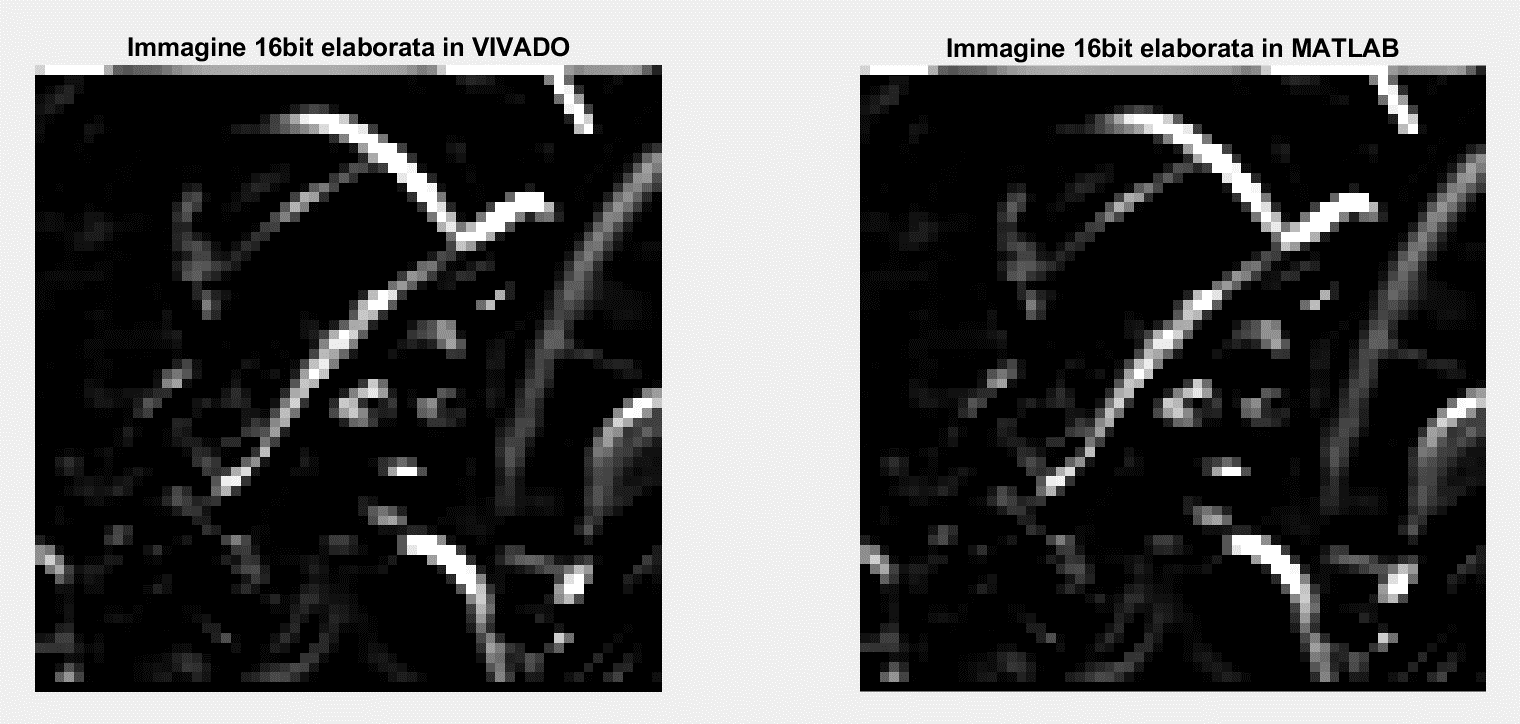 Immagine 16bit elaborata in VIVADO
Immagine 16bit elaborata in MATLAB